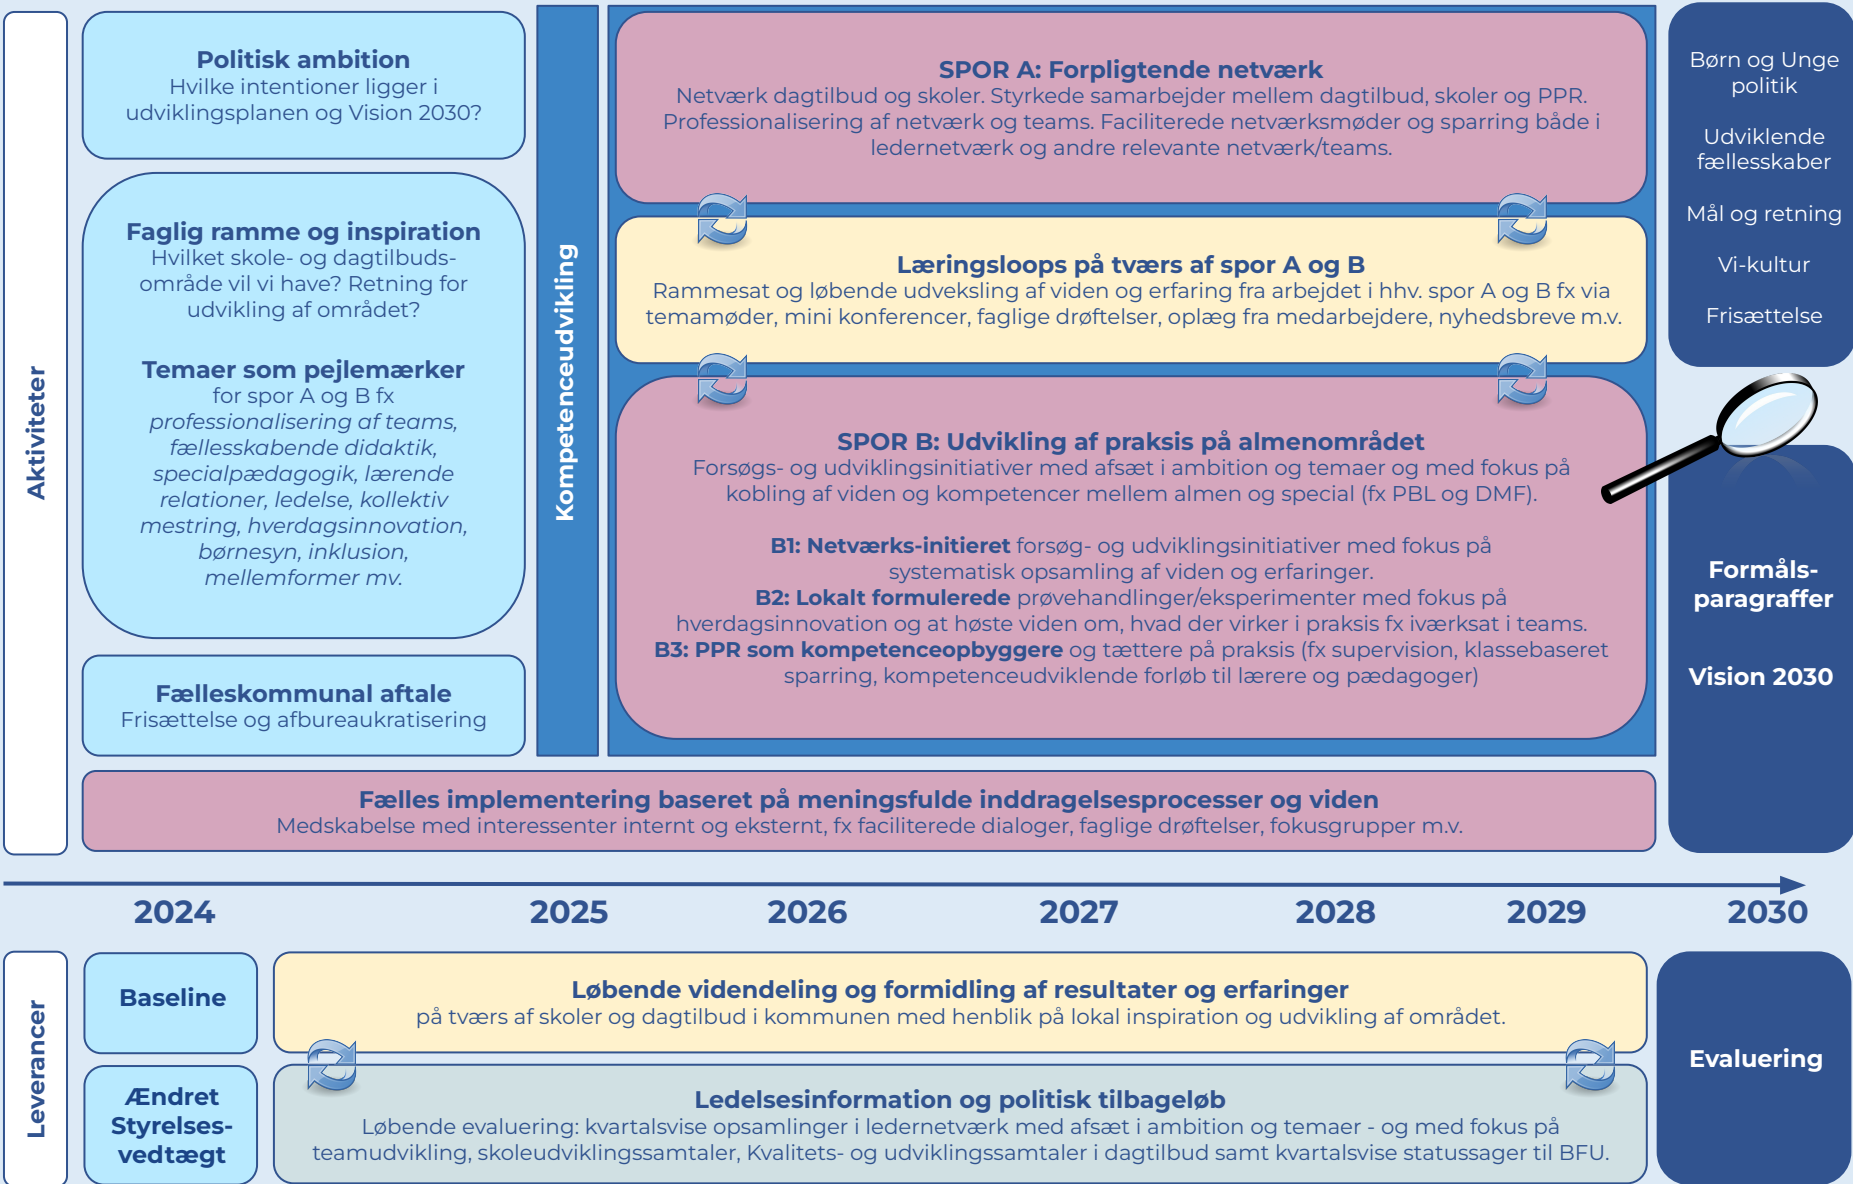 Aktiviteter
Politisk ambition
Hvilke intentioner ligger i
udviklingsplanen og Vision 2030?
Faglig ramme og inspiration
Hvilket skole- og dagtilbuds-
område vil vi have? Retning for
udvikling af området?
Temaer som pejlemærker
for spor A og B fx
professionalisering af teams,
fællesskabende didaktik,
specialpædagogik, lærende
relationer, ledelse, kollektiv
mestring, hverdagsinnovation,
børnesyn, inklusion,
mellemformer mv.
Fælleskommunal aftale
Frisættelse og afbureaukratisering
Kompetenceudvikling
SPOR A: Forpligtende netværk
Netværk dagtilbud og skoler. Styrkede samarbejder mellem dagtilbud, skoler og PPR.
Professionalisering af netværk og teams. Faciliterede netværksmøder og sparring både i
ledernetværk og andre relevante netværk/teams.
Læringsloops på tværs af spor A og B
Rammesat og løbende udveksling af viden og erfaring fra arbejdet i hhv. spor A og B fx via
temamøder, mini konferencer, faglige drøftelser, oplæg fra medarbejdere, nyhedsbreve m.v.
SPOR B: Udvikling af praksis på almenområdet
Forsøgs- og udviklingsinitiativer med afsæt i ambition og temaer og med fokus på
kobling af viden og kompetencer mellem almen og special (fx PBL og DMF).
B1: Netværks-initieret forsøg- og udviklingsinitiativer med fokus på
systematisk opsamling af viden og erfaringer.
B2: Lokalt formulerede prøvehandlinger/eksperimenter med fokus på
hverdagsinnovation og at høste viden om, hvad der virker i praksis fx iværksat i teams.
B3: PPR som kompetenceopbyggere og tættere på praksis (fx supervision, klassebaseret
sparring, kompetenceudviklende forløb til lærere og pædagoger)
Fælles implementering baseret på meningsfulde inddragelsesprocesser og viden
Medskabelse med interessenter internt og eksternt, fx faciliterede dialoger, faglige drøftelser, fokusgrupper m.v.
Børn og Unge
politik
Udviklende
fællesskaber
Mål og retning
Vi-kultur
Frisættelse
Formåls-
paragraffer
Vision 2030
2024
2025
2026
2027
2028
2029
2030
Leverancer
Baseline
Ændret
Styrelses-
vedtægt
Løbende videndeling og formidling af resultater og erfaringer
på tværs af skoler og dagtilbud i kommunen med henblik på lokal inspiration og udvikling af området.
Ledelsesinformation og politisk tilbageløb
Løbende evaluering: kvartalsvise opsamlinger i ledernetværk med afsæt i ambition og temaer - og med fokus på
teamudvikling, skoleudviklingssamtaler, Kvalitets- og udviklingssamtaler i dagtilbud samt kvartalsvise statussager til BFU.
Evaluering